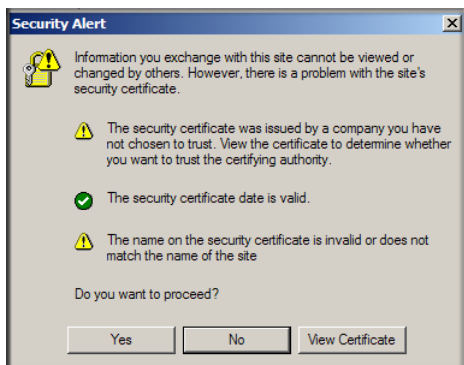 Security Alert
Information you exchange with this site cannot be viewed or
changed by others. However, there is a problem with the site's
security certificate.
The security certificate was issued by a company you have
not chosen to trust. View the certificate to determine whether
you want to trust the certifying authority.
The security certificate date is valid.
The name on the security certificate is invalid or does not
match the name of the site
Do you want to proceed?
Yes No View Certificate